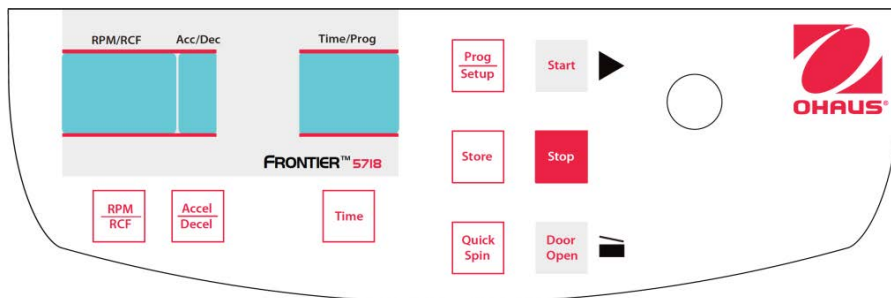 RPM/RCF Acc/Dec Time/Prog
FRONTIER™ 5718
RPM
RCF
Accel
Decel
Time
Prog
Setup
Start
Store
Stop
Quick
Spin
Door
Open
OHAUS®